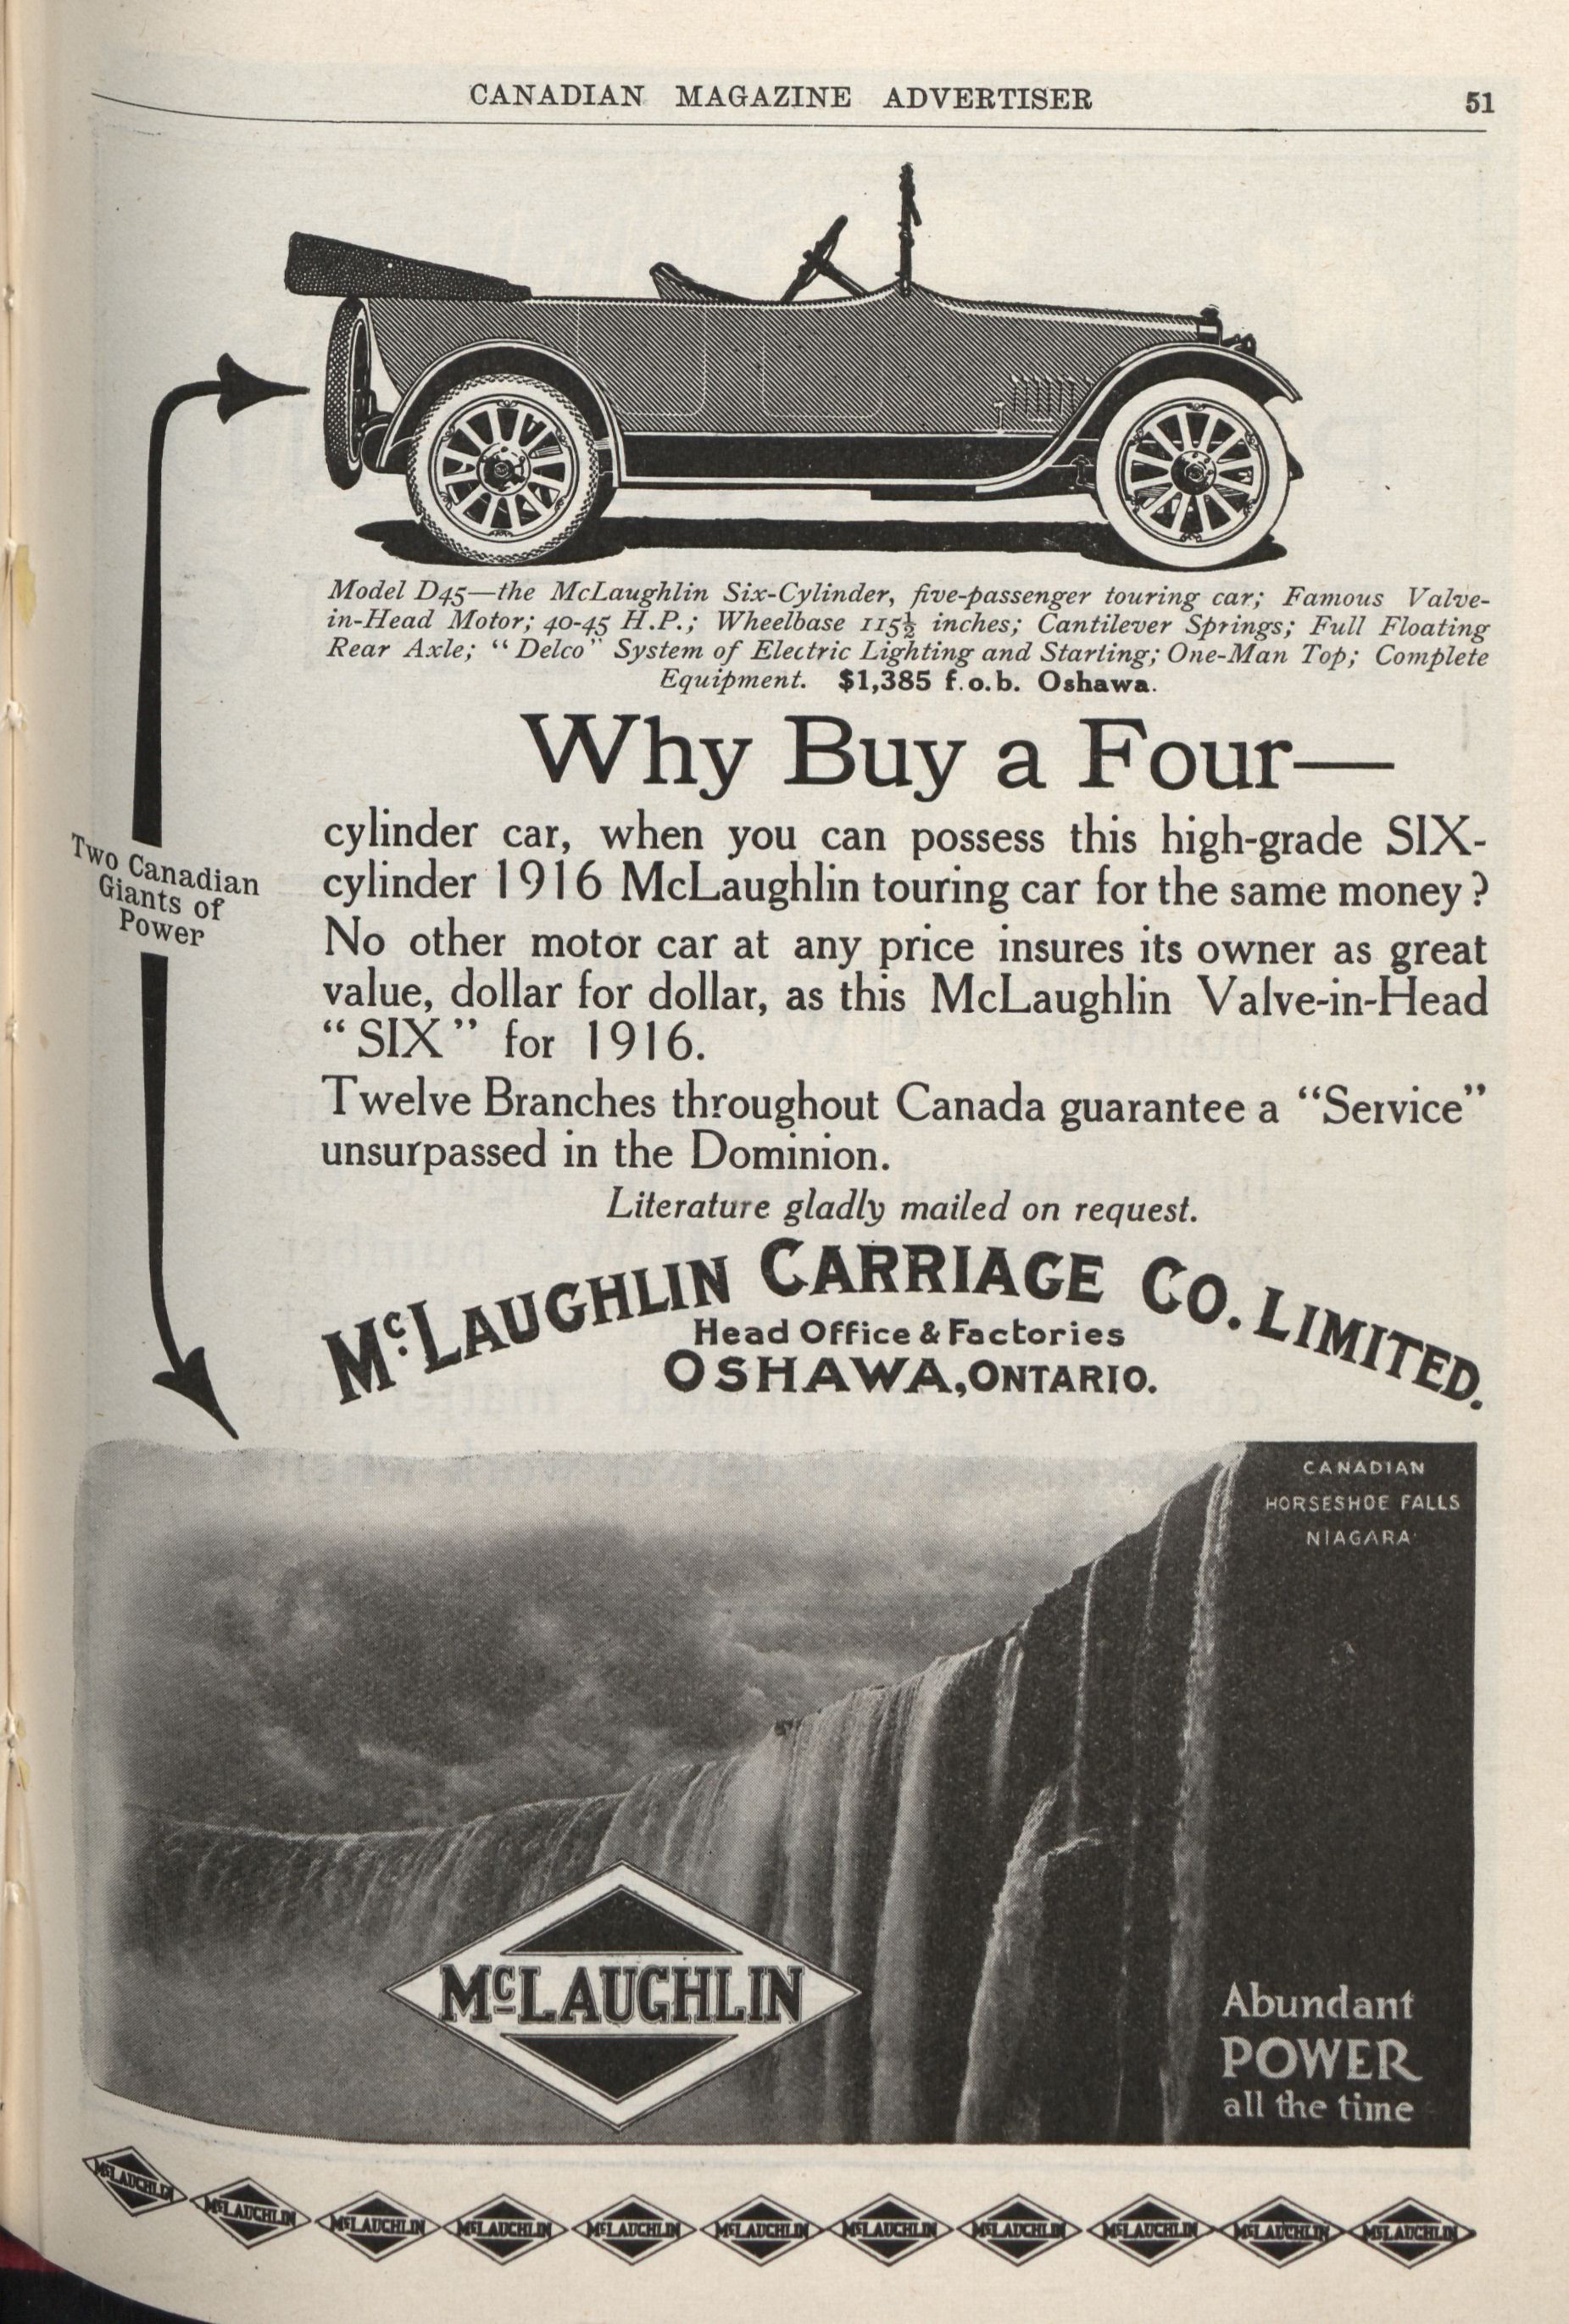 CANADIAN MAGAZINE ADVERTISER 51
Model D45—the McLaughlin Six-Cylinder, five-passenger touring car; Famous Valve-
in-Head Motor; 40-45 H.P.; Wheelbase 115½ inches; Cantilever Springs; Full Floating
Rear Axle; "Delco" System of Electric Lighting and Starting; One-Man Top; Complete
Equipment. $1,385 f.o.b. Oshawa.
Why Buy a Four—
cylinder car, when you can possess this high-grade SIX-
cylinder 1916 McLaughlin touring car for the same money?
No other motor car at any price insures its owner as great
value, dollar for dollar, as this McLaughlin Valve-in-Head
"SIX" for 1916.
Twelve Branches throughout Canada guarantee a "Service"
unsurpassed in the Dominion.
Literature gladly mailed on request.
Two Canadian
Giants of
Power
McLAUGHLIN CARRIAGE CO. LIMITED.
Head Office & Factories
OSHAWA, ONTARIO.
CANADIAN
HORSESHOE FALLS
NIAGARA
McLAUGHLIN
Abundant
POWER
all the time
McLAUGHLIN McLAUGHLIN McLAUGHLIN McLAUGHLIN McLAUGHLIN McLAUGHLIN McLAUGHLIN McLAUGHLIN McLAUGHLIN McLAUGHLIN McLAUGHLIN